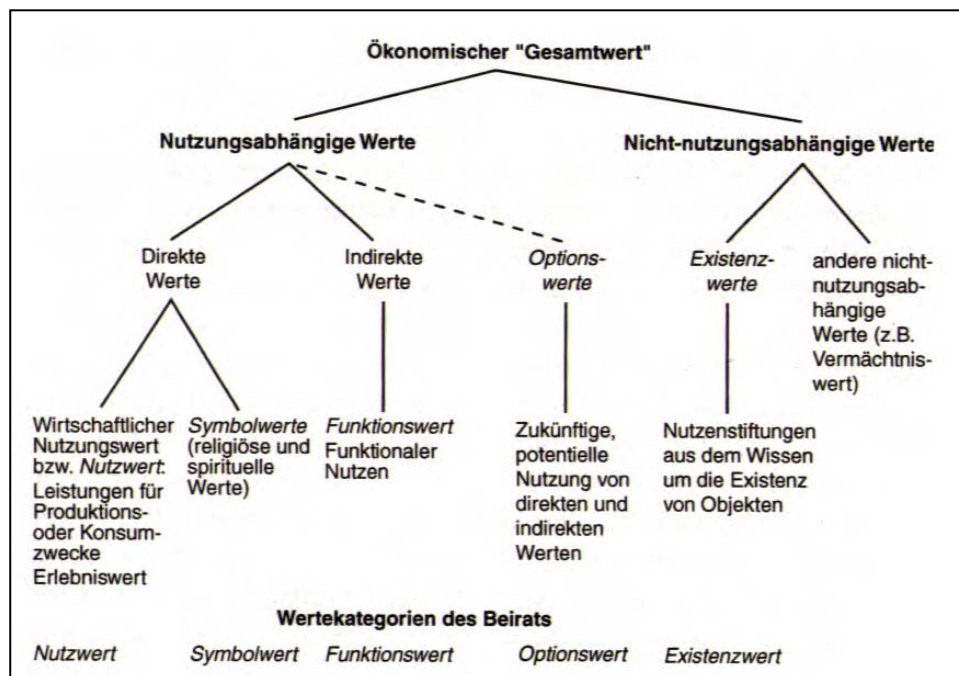 Ökonomischer "Gesamtwert"
Nutzungsabhängige Werte
Nicht-nutzungsabhängige Werte
Direkte
Werte
Indirekte
Werte
Options-
werte
Existenz-
werte
andere nicht-
nutzungsab-
hängige
Werte (z.B.
Vermächtnis-
wert)
Wirtschaftlicher
Nutzungswert
bzw. Nutzwert:
Leistungen für
Produktions-
oder Konsum-
zwecke
Erlebniswert
Symbolwerte
(religiöse und
spirituelle
Werte)
Funktionswert
Funktionaler
Nutzen
Zukünftige,
potentielle
Nutzung von
direkten und
indirekten
Werten
Nutzenstiftungen
aus dem Wissen
um die Existenz
von Objekten
Wertekategorien des Beirats
Nutzwert Symbolwert Funktionswert Optionswert Existenzwert